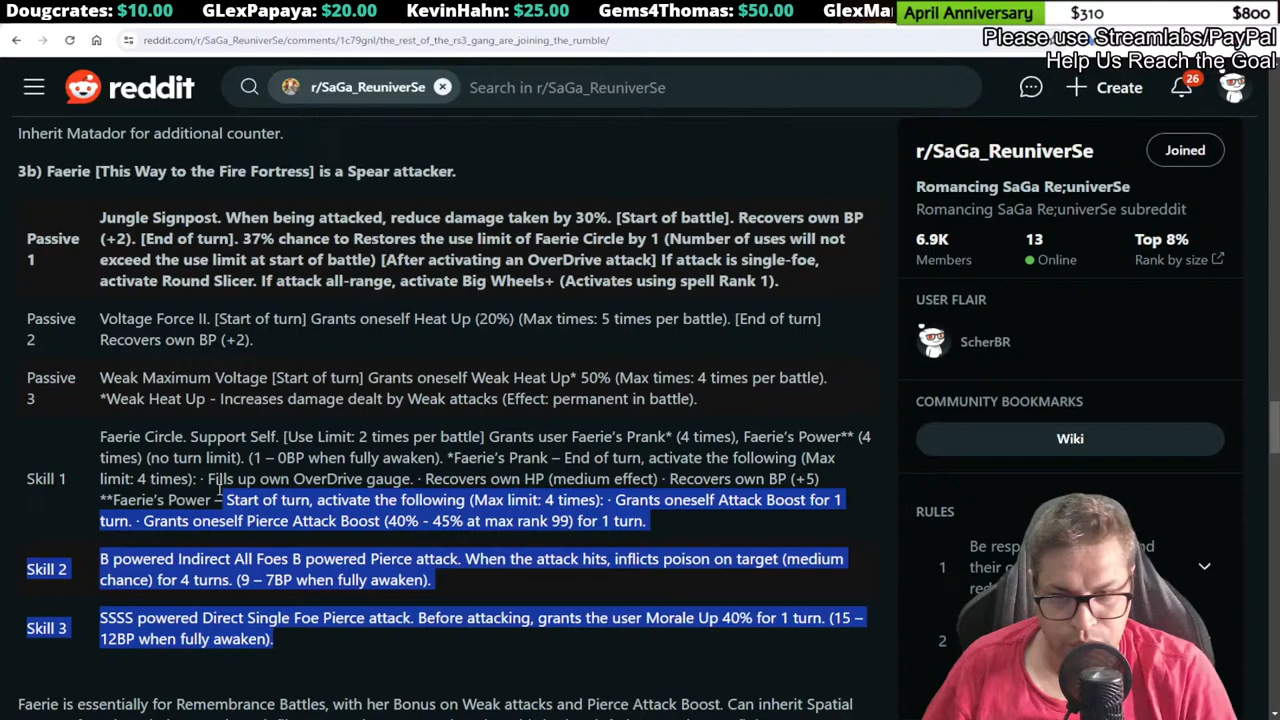 Dougcrates: $10.00 GLexPapaya: $20.00 KevinHahn: $25.00 Gems4Thomas: $50.00
April Anniversary $310 $800
Please use Streamlabs/PayPal
Help Us Reach the Goal
reddit.com/r/SaGa_ReuniverSe/comments/1c79gnl/the_rest_of_the_rs3_gang_are_joining_the_rumble/
reddit r/SaGa_ReuniverSe Search in r/SaGa_ReuniverSe Create 26
Inherit Matador for additional counter.
3b) Faerie [This Way to the Fire Fortress] is a Spear attacker.
Passive 1
Jungle Signpost. When being attacked, reduce damage taken by 30%. [Start of battle]. Recovers own BP
(+2). [End of turn]. 37% chance to Restores the use limit of Faerie Circle by 1 (Number of uses will not
exceed the use limit at start of battle) [After activating an OverDrive attack] If attack is single-foe,
activate Round Slicer. If attack all-range, activate Big Wheels+ (Activates using spell Rank 1).
Passive 2
Voltage Force II. [Start of turn] Grants oneself Heat Up (20%) (Max times: 5 times per battle). [End of turn]
Recovers own BP (+2).
Passive 3
Weak Maximum Voltage [Start of turn] Grants oneself Weak Heat Up* 50% (Max times: 4 times per battle).
*Weak Heat Up - Increases damage dealt by Weak attacks (Effect: permanent in battle).
Skill 1
Faerie Circle. Support Self. [Use Limit: 2 times per battle] Grants user Faerie's Prank* (4 times), Faerie's Power** (4
times) (no turn limit). (1 – 0BP when fully awaken). *Faerie's Prank – End of turn, activate the following (Max
limit: 4 times): · Fills up own OverDrive gauge. · Recovers own HP (medium effect) · Recovers own BP (+5)
**Faerie's Power – Start of turn, activate the following (Max limit: 4 times): · Grants oneself Attack Boost for 1
turn. · Grants oneself Pierce Attack Boost (40% - 45% at max rank 99) for 1 turn.
Skill 2
B powered Indirect All Foes B powered Pierce attack. When the attack hits, inflicts poison on target (medium
chance) for 4 turns. (9 – 7BP when fully awaken).
Skill 3
SSSS powered Direct Single Foe Pierce attack. Before attacking, grants the user Morale Up 40% for 1 turn. (15 –
12BP when fully awaken).
Faerie is essentially for Remembrance Battles, with her Bonus on Weak attacks and Pierce Attack Boost. Can inherit Spatial
r/SaGa_ReuniverSe Joined
Romancing SaGa Re;univerSe
Romancing SaGa Re;univerSe subreddit
6.9K 13 Top 8%
Members Online Rank by size
USER FLAIR
ScherBR
COMMUNITY BOOKMARKS
Wiki
RULES
1
Be
2